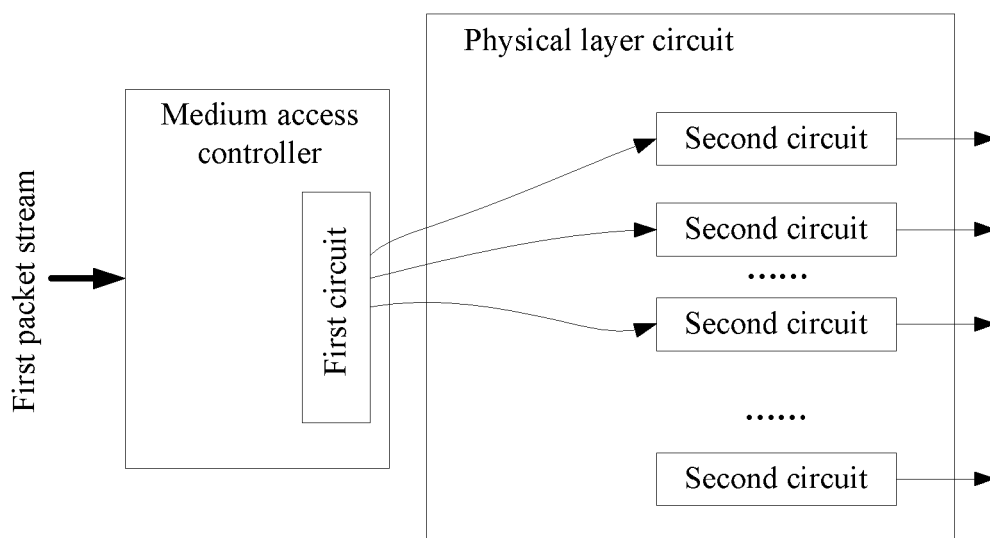 Physical layer circuit
Medium access
controller
First packet stream
First circuit
Second circuit
Second circuit
......
Second circuit
......
Second circuit